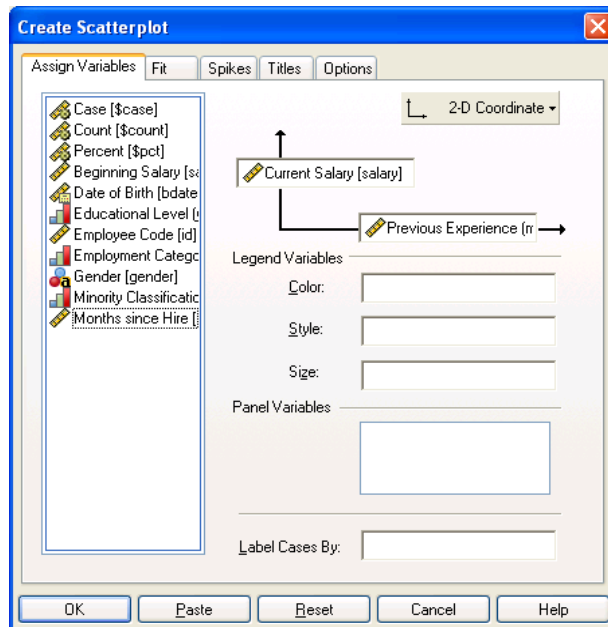 Create Scatterplot
Assign Variables Fit Spikes Titles Options
Case [$case]
Count [$count]
Percent [$pct]
Beginning Salary [sa
Date of Birth [bdate
Educational Level (
Employee Code [id]
Employment Catego
Gender [gender]
Minority Classificatio
Months since Hire [
2-D Coordinate
Current Salary [salary]
Previous Experience (m
Legend Variables
Color:
Style:
Size:
Panel Variables
Label Cases By:
OK Paste Reset Cancel Help